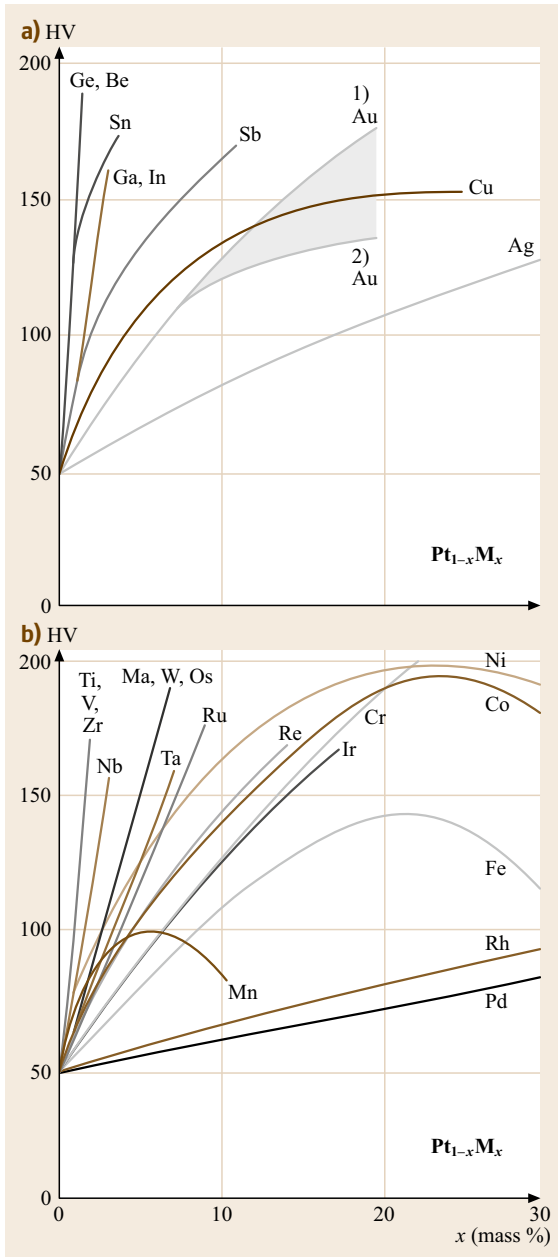 a) HV
200
Ge, Be
1)
Au
Sn
Sb
Ga, In
150
Cu
2)
Au
Ag
100
50
Pt1–xMx
0
b) HV
200
Ti,
V,
Zr
Ma, W, Os
Ni
Ru
Co
Cr
Re
Ir
Nb
Ta
150
Fe
100
Rh
Mn
Pd
50
Pt1–xMx
0
0
10
20
30
x (mass %)